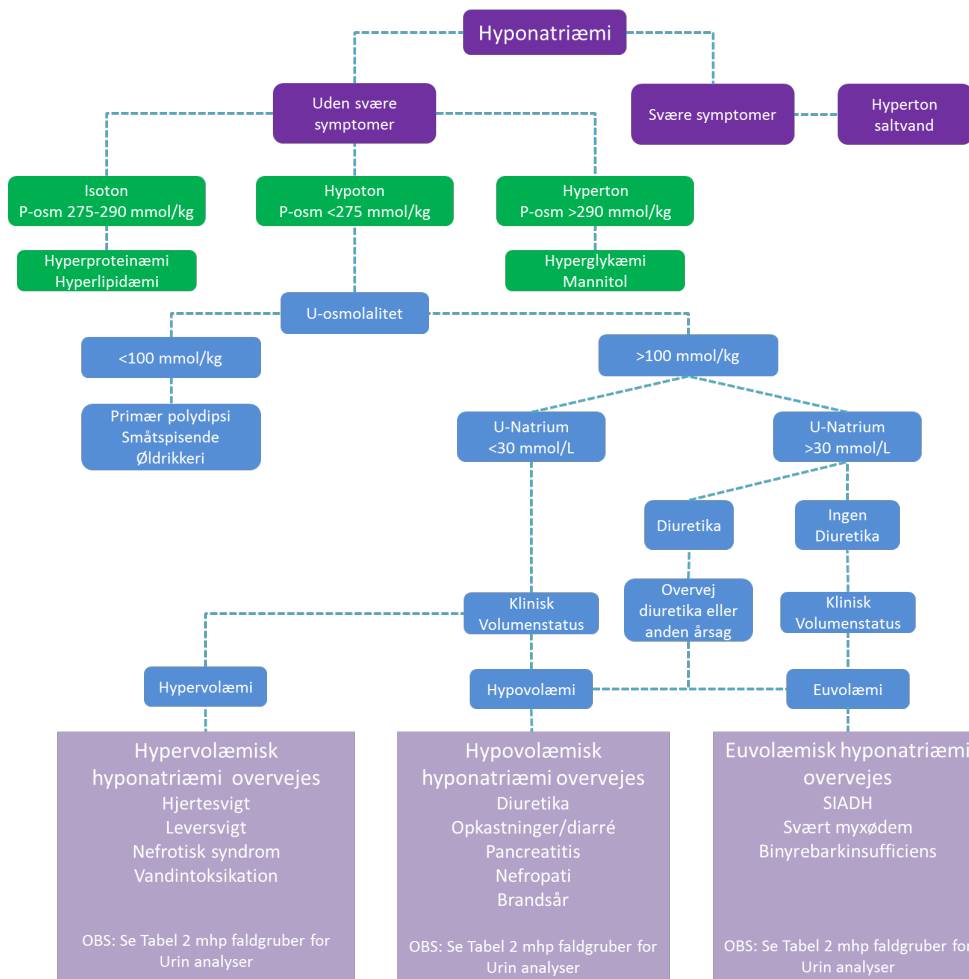 Hyponatriæmi
Uden svære
symptomer
Svære symptomer
Hyperton
saltvand
Isoton
P-osm 275-290 mmol/kg
Hypoton
P-osm <275 mmol/kg
Hyperton
P-osm >290 mmol/kg
Hyperproteinæmi
Hyperlipidæmi
Hyperglykæmi
Mannitol
U-osmolalitet
<100 mmol/kg
>100 mmol/kg
Primær polydipsi
Småtspisende
Øldrikkeri
U-Natrium
<30 mmol/L
U-Natrium
>30 mmol/L
Diuretika
Ingen
Diuretika
Klinisk
Volumenstatus
Overvej
diuretika eller
anden årsag
Klinisk
Volumenstatus
Hypervolæmi
Hypovolæmi
Euvolæmi
Hypervolæmisk
hyponatriæmi overvejes
Hjertesvigt
Leversvigt
Nefrotisk syndrom
Vandintoksikation
OBS: Se Tabel 2 mhp faldgruber for
Urin analyser
Hypovolæmisk
hyponatriæmi overvejes
Diuretika
Opkastninger/diarré
Pancreatitis
Nefropati
Brandsår
OBS: Se Tabel 2 mhp faldgruber for
Urin analyser
Euvolæmisk hyponatriæmi
overvejes
SIADH
Svært myxødem
Binyrebarkinsufficiens
OBS: Se Tabel 2 mhp faldgruber for
Urin analyser